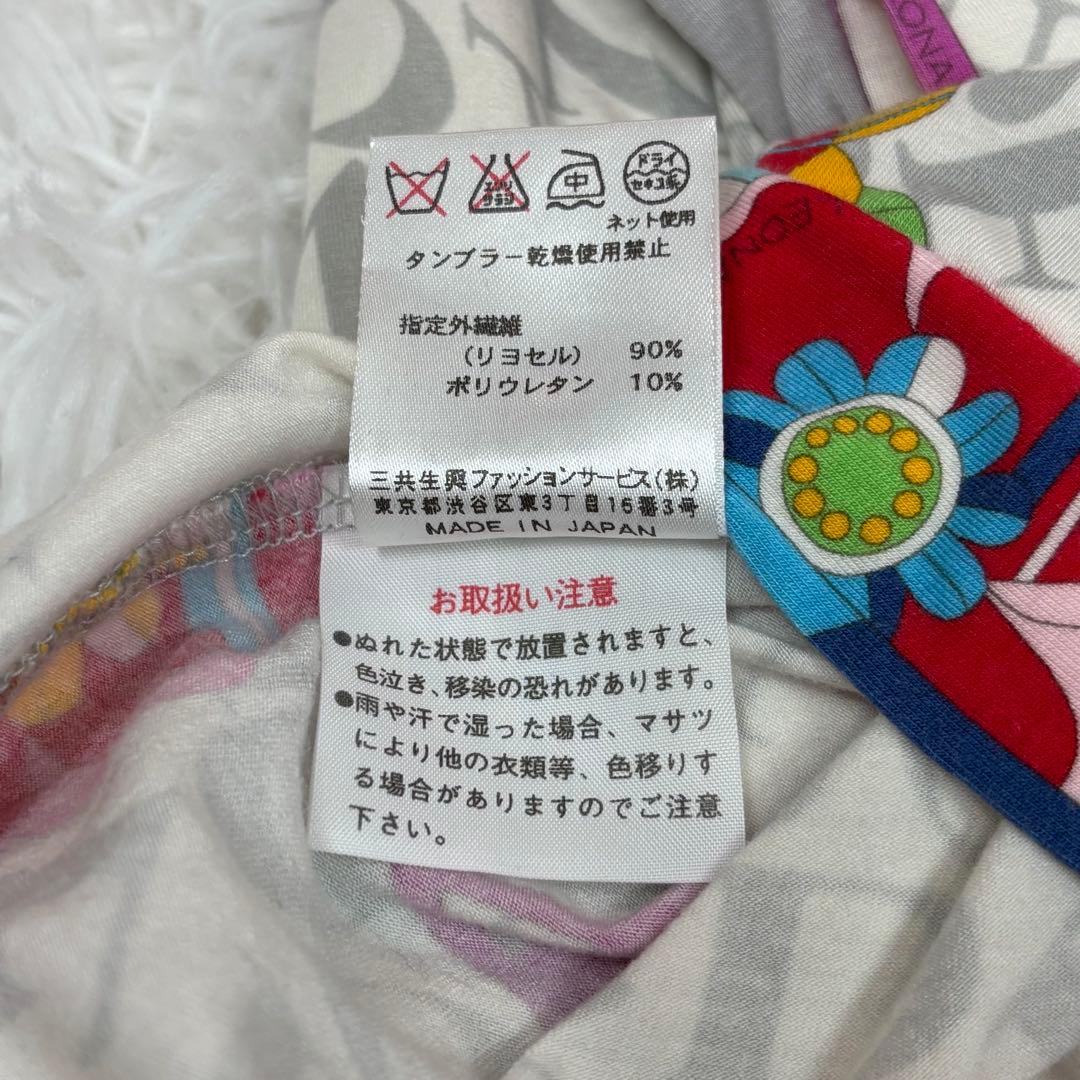 エンソ
サラシ
中
ドライ
セキユ系
ネット使用
タンブラー乾燥使用禁止
指定外繊維
(リヨセル) 90%
ポリウレタン 10%
三共生興ファッションサービス(株)
東京都渋谷区東3丁目15番3号
MADE IN JAPAN
お取扱い注意
●ぬれた状態で放置されますと、
色泣き、移染の恐れがあります。
●雨や汗で湿った場合、マサツ
により他の衣類等、色移りす
る場合がありますのでご注意
下さい。